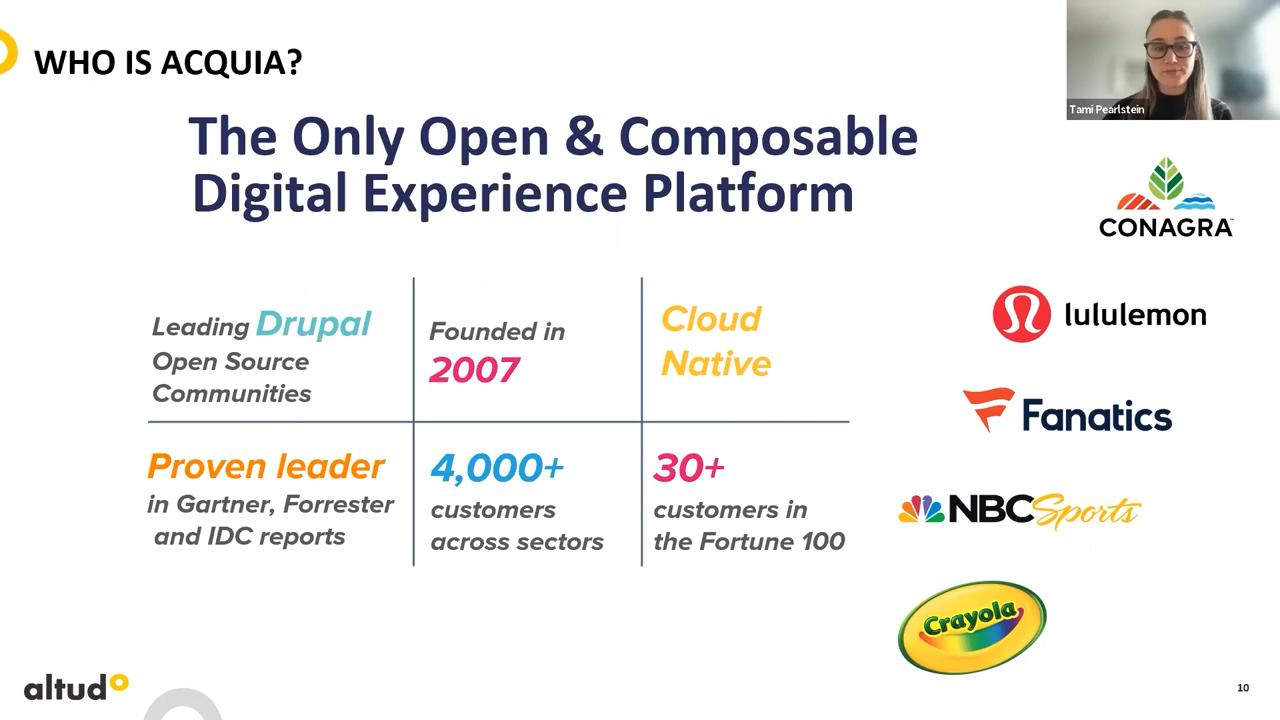 WHO IS ACQUIA?
The Only Open & Composable
Digital Experience Platform
Tami Pearlstein
Leading Drupal
Open Source
Communities
Founded in
2007
Cloud
Native
Proven leader
in Gartner, Forrester
and IDC reports
4,000+
customers
across sectors
30+
customers in
the Fortune 100
CONAGRA™
lululemon
Fanatics
NBC Sports
Crayola
altudo
10